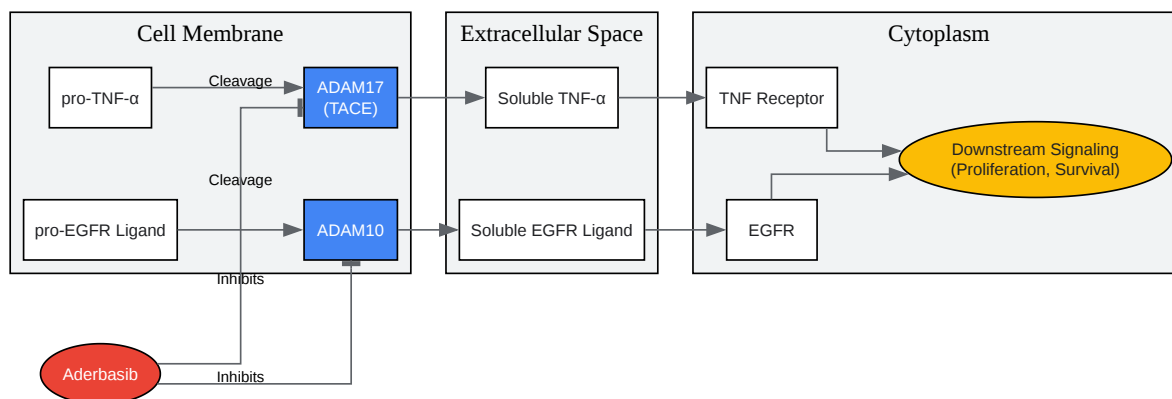 Cell Membrane
Extracellular Space
Cytoplasm
pro-TNF-α
Cleavage
ADAM17
(TACE)
Soluble TNF-α
TNF Receptor
Downstream Signaling
(Proliferation, Survival)
Cleavage
pro-EGFR Ligand
ADAM10
Soluble EGFR Ligand
EGFR
Inhibits
Aderbasib
Inhibits